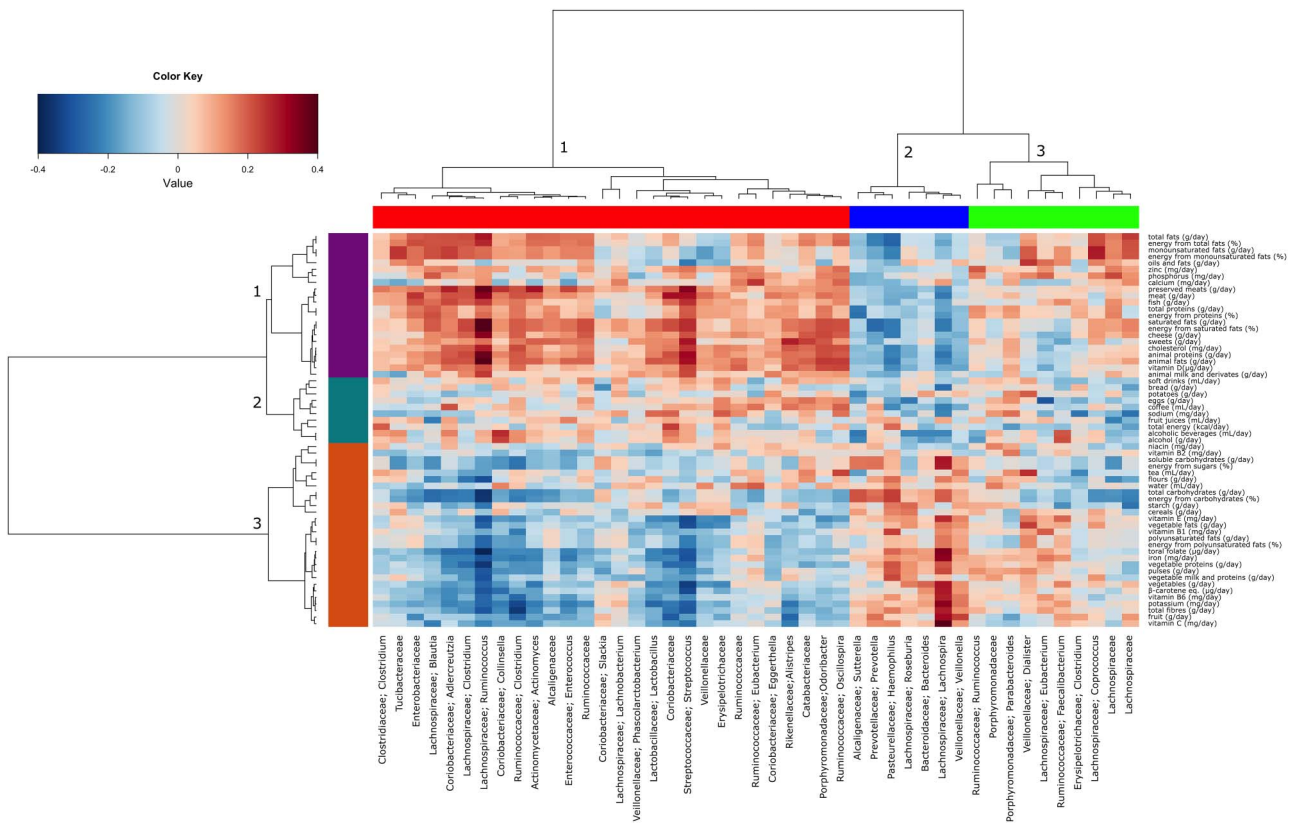 Color Key
-0.4 -0.2 0 0.2 0.4
Value
1
2
3
1
2
3
total fats (g/day)
energy from total fats (%)
monounsaturated fats (g/day)
energy from monounsaturated fats (%)
oils and fats (g/day)
zinc (mg/day)
phosphorus (mg/day)
calcium (mg/day)
preserved meats (g/day)
meat (g/day)
fish (g/day)
total proteins (g/day)
energy from proteins (%)
saturated fats (g/day)
energy from saturated fats (%)
cheese (g/day)
sweets (g/day)
cholesterol (mg/day)
animal proteins (g/day)
animal fats (g/day)
vitamin D(µg/day)
animal milk and derivates (g/day)
soft drinks (mL/day)
bread (g/day)
potatoes (g/day)
eggs (g/day)
coffee (mL/day)
sodium (mg/day)
fruit juices (mL/day)
total energy (kcal/day)
alcoholic beverages (mL/day)
alcohol (g/day)
niacin (mg/day)
vitamin B2 (mg/day)
soluble carbohydrates (g/day)
energy from sugars (%)
tea (mL/day)
flours (g/day)
water (mL/day)
total carbohydrates (g/day)
energy from carbohydrates (%)
starch (g/day)
cereals (g/day)
vitamin E (mg/day)
vegetable fats (g/day)
vitamin B1 (mg/day)
polyunsaturated fats (g/day)
energy from polyunsaturated fats (%)
toral folate (µg/day)
iron (mg/day)
vegetable proteins (g/day)
pulses (g/day)
vegetable milk and proteins (g/day)
vegetables (g/day)
β-carotene eq. (µg/day)
vitamin B6 (mg/day)
potassium (mg/day)
total fibres (g/day)
fruit (g/day)
vitamin C (mg/day)
Clostridiaceae; Clostridium
Tucibacteraceae
Enterobacteriaceae
Lachnospiraceae; Blautia
Coriobacteriaceae; Adlercreutzia
Lachnospiraceae; Clostridium
Lachnospiraceae; Ruminococcus
Coriobacteriaceae; Collinsella
Ruminococcaceae; Clostridium
Actinomycetaceae; Actinomyces
Alcaligenaceae
Enterococcaceae; Enterococcus
Ruminococcaceae
Coriobacteriaceae; Slackia
Lachnospiraceae; Lachnobacterium
Veillonellaceae; Phascolarctobacterium
Lactobacillaceae; Lactobacillus
Coriobacteriaceae
Streptococcaceae; Streptococcus
Veillonellaceae
Erysipelotrichaceae
Ruminococcaceae
Ruminococcaceae; Eubacterium
Coriobacteriaceae; Eggerthella
Rikenellaceae;Alistripes
Catabacteriaceae
Porphyromonadaceae;Odoribacter
Ruminococcaceae; Oscillospira
Alcaligenaceae; Sutterella
Prevotellaceae; Prevotella
Pasteurellaceae; Haemophilus
Lachnospiraceae; Roseburia
Bacteroidaceae; Bacteroides
Lachnospiraceae; Lachnospira
Veillonellaceae; Veillonella
Ruminococcaceae; Ruminococcus
Porphyromonadaceae
Porphyromonadaceae; Parabacteroides
Veillonellaceae; Dialister
Lachnospiraceae; Eubacterium
Ruminococcaceae; Faecalibacterium
Erysipelotrichaceae; Clostridium
Lachnospiraceae; Coprococcus
Lachnospiraceae
Lachnospiraceae